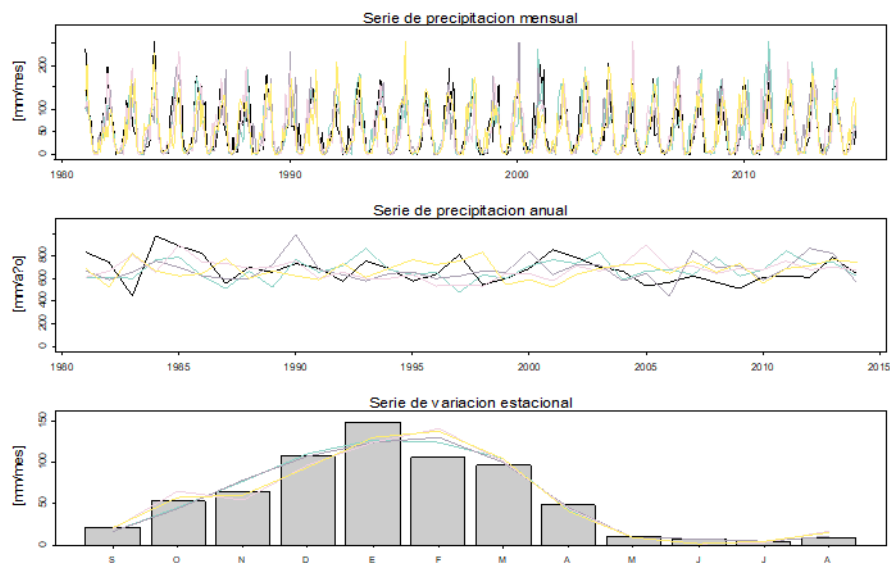 Serie de precipitacion mensual
[mm/mes]
0 50 100 200
1980 1990 2000 2010
Serie de precipitacion anual
[mm/a?o]
0 200 400 600 800
1980 1985 1990 1995 2000 2005 2010 2015
Serie de variacion estacional
[mm/mes]
0 50 100 150
S O N D E F M A M J J A